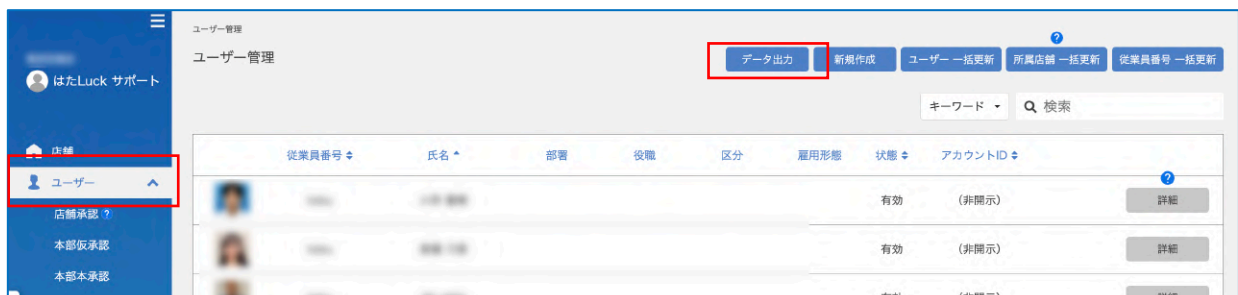 ユーザー管理
ユーザー管理
データ出力 新規作成 ユーザー 一括更新 所属店舗 一括更新 従業員番号 一括更新
はたLuck サポート
キーワード 検索
店舗
従業員番号 氏名 部署 役職 区分 雇用形態 状態 アカウントID
ユーザー
有効 (非開示) 詳細
店舗承認 ?
本部仮承認
有効 (非開示) 詳細
本部本承認